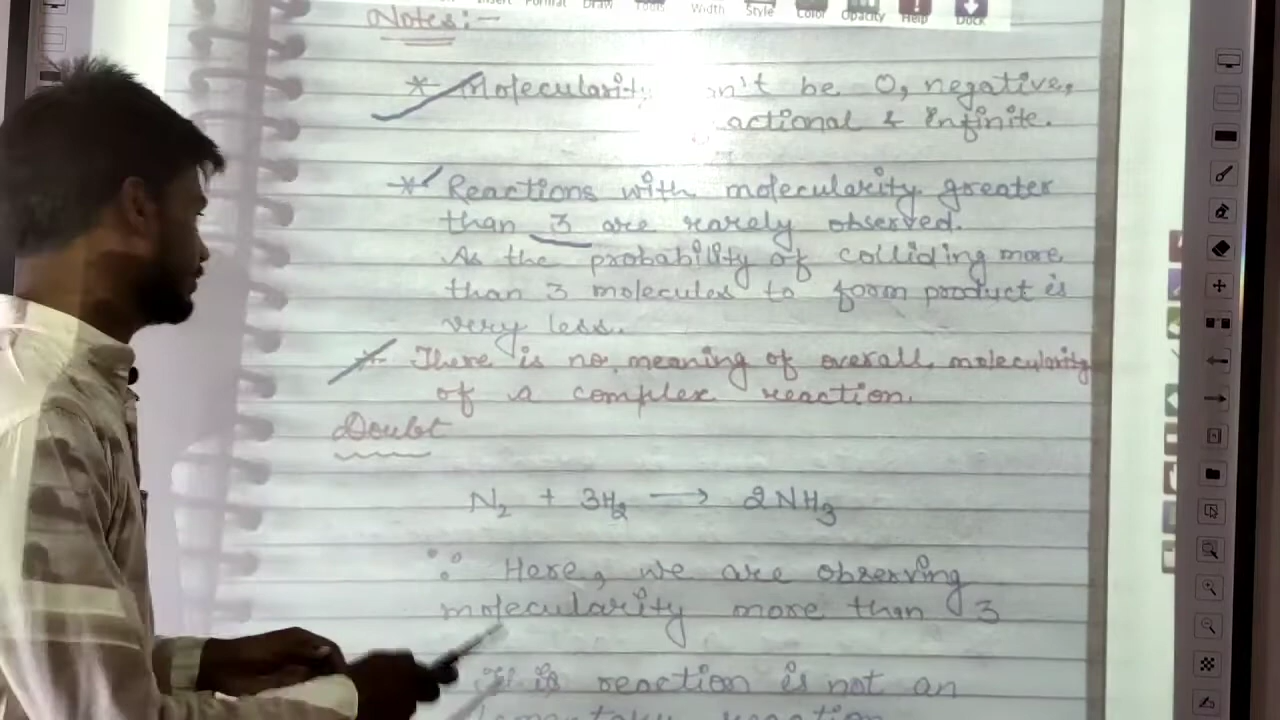 Insert Format Draw Tools Width Style Color Opacity Help Dock
Notes:-
* Molecularity n't be 0, negative,
actional & infinite.
* Reactions with molecularity greater
than 3 are rarely observed.
As the probability of colliding more
than 3 molecules to form product is
very less.
* There is no meaning of overall molecularity
of a complex reaction.
Doubt
N₂ + 3H₂ ⟶ 2NH₃
∵ Here, we are observing
molecularity more than 3
reaction is not an
reaction